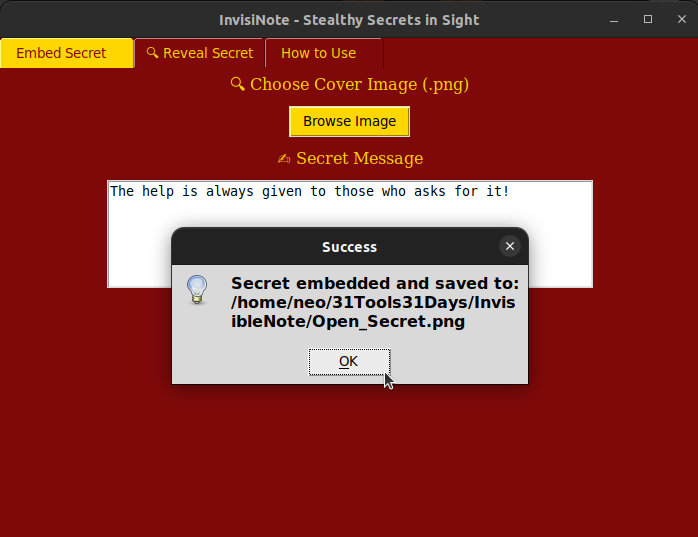 InvisiNote - Stealthy Secrets in Sight
Embed Secret
🔍 Reveal Secret
How to Use
🔍 Choose Cover Image (.png)
Browse Image
✍ Secret Message
The help is always given to those who asks for it!
Success
Secret embedded and saved to:
/home/neo/31Tools31Days/Invis
ibleNote/Open_Secret.png
OK